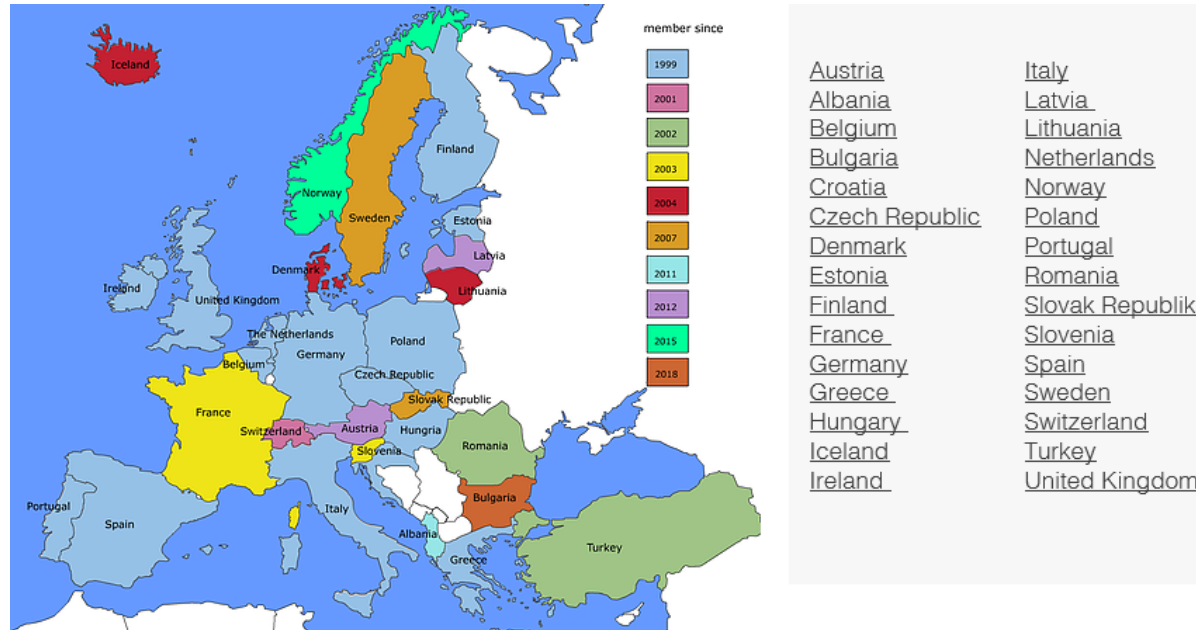 member since
1999
2001
2002
2003
2004
2007
2011
2012
2015
2018
Iceland
Norway
Sweden
Finland
Estonia
Latvia
Lithuania
Denmark
Ireland
United Kingdom
The Netherlands
Belgium
Germany
Poland
Czech Republic
Slovak Republic
France
Switzerland
Austria
Hungria
Slovenia
Romania
Bulgaria
Portugal
Spain
Italy
Albania
Greece
Turkey
Austria
Albania
Belgium
Bulgaria
Croatia
Czech Republic
Denmark
Estonia
Finland
France
Germany
Greece
Hungary
Iceland
Ireland
Italy
Latvia
Lithuania
Netherlands
Norway
Poland
Portugal
Romania
Slovak Republik
Slovenia
Spain
Sweden
Switzerland
Turkey
United Kingdom